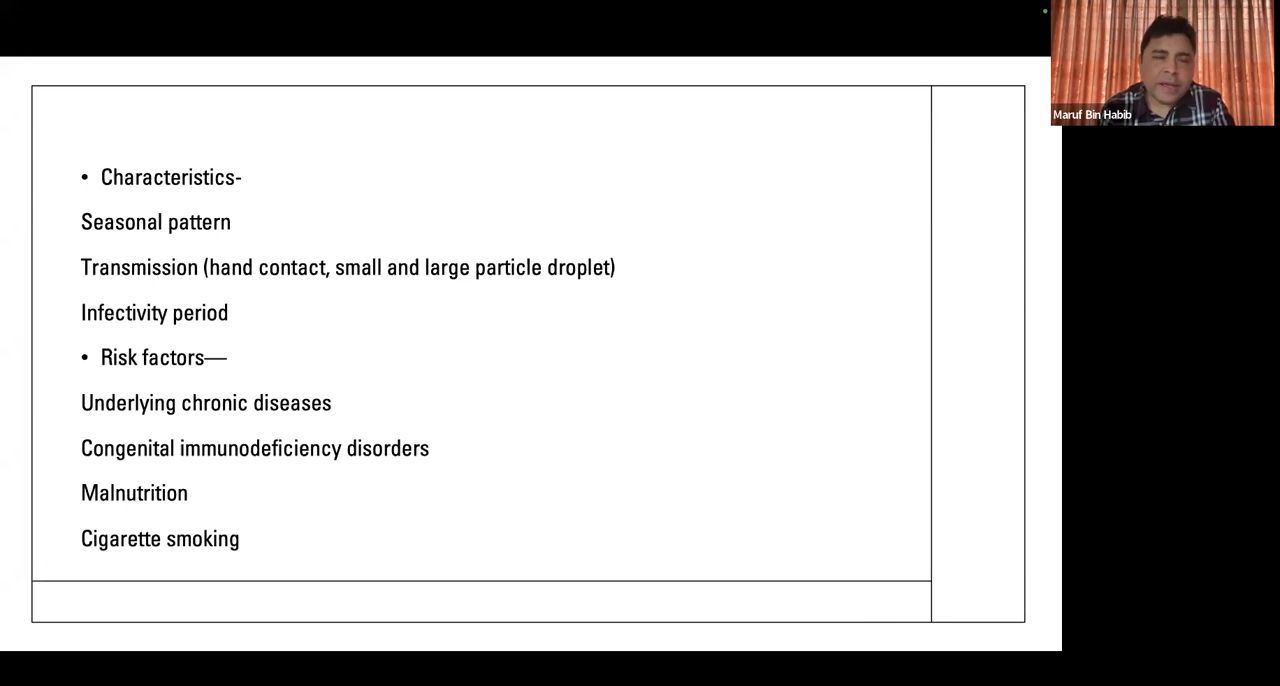 Maruf Bin Habib
• Characteristics-
Seasonal pattern
Transmission (hand contact, small and large particle droplet)
Infectivity period
• Risk factors—
Underlying chronic diseases
Congenital immunodeficiency disorders
Malnutrition
Cigarette smoking